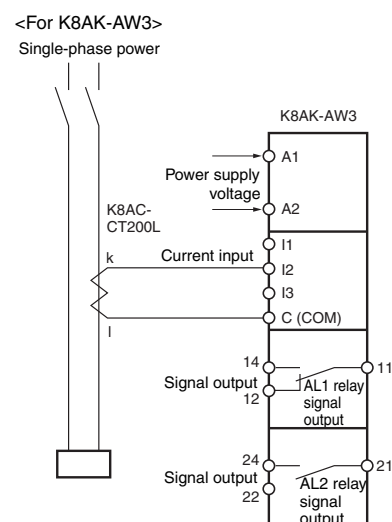 <For K8AK-AW3>
Single-phase power
K8AK-AW3
A1
Power supply
voltage
A2
K8AC-
CT200L
I1
k
Current input
I2
I3
C (COM)
l
14
11
Signal output
12
AL1 relay
signal
output
24
21
Signal output
22
AL2 relay
signal
output